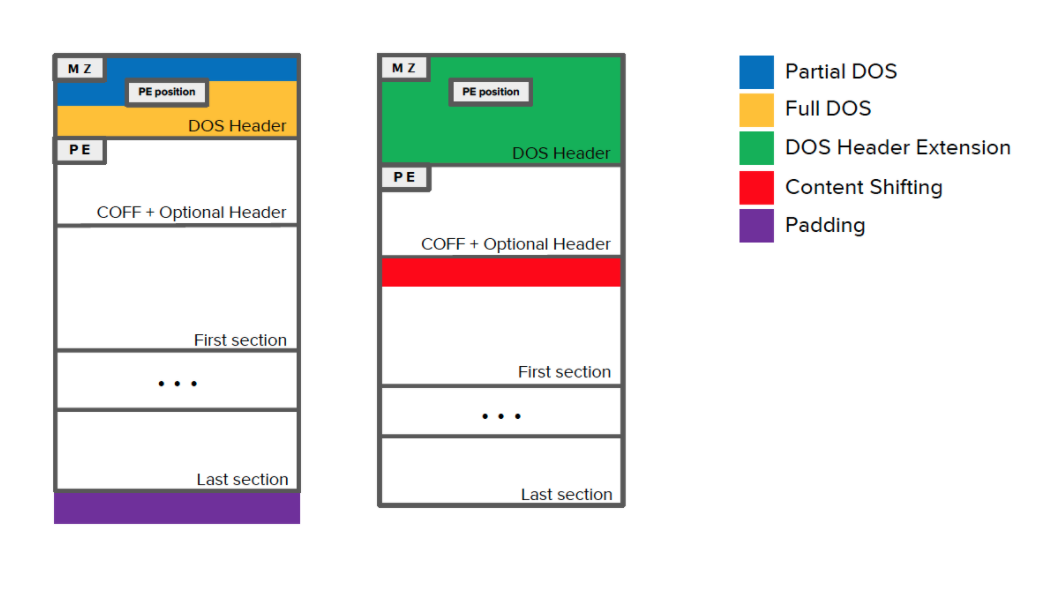 M Z
PE position
DOS Header
P E
COFF + Optional Header
First section
• • •
Last section
M Z
PE position
DOS Header
P E
COFF + Optional Header
First section
• • •
Last section
Partial DOS
Full DOS
DOS Header Extension
Content Shifting
Padding